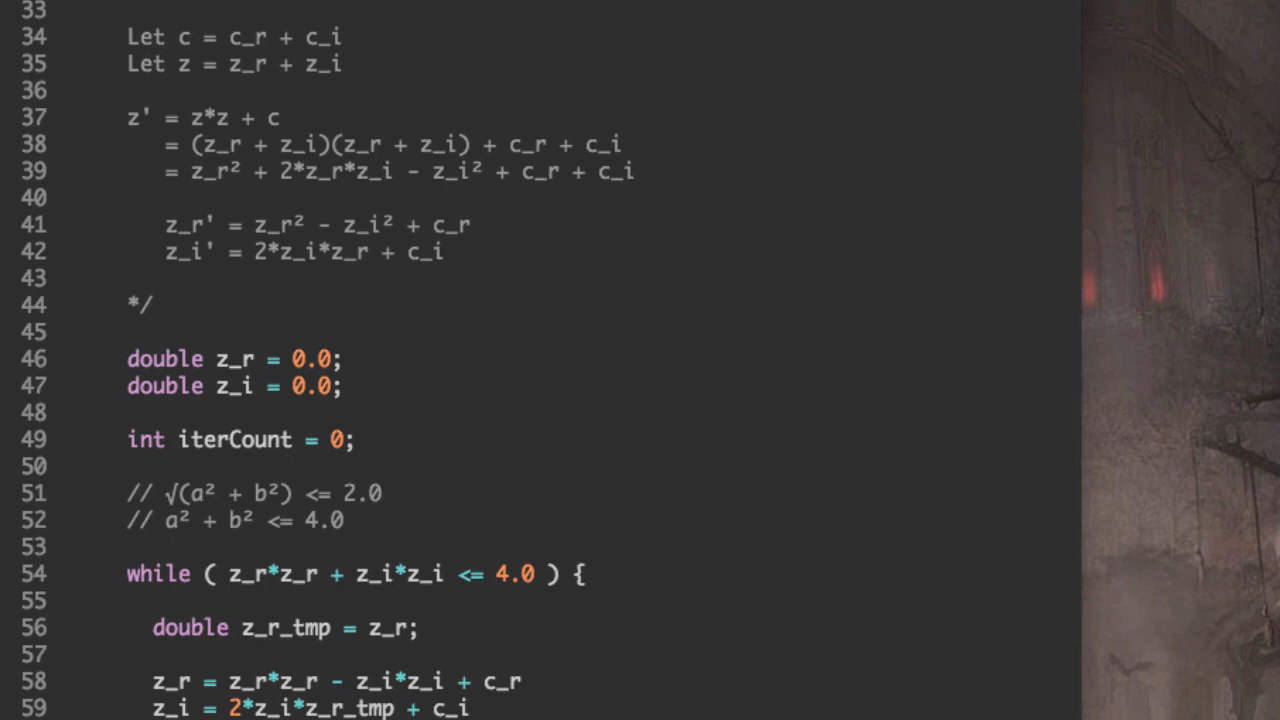 33
34 Let c = c_r + c_i
35 Let z = z_r + z_i
36
37 z' = z*z + c
38 = (z_r + z_i)(z_r + z_i) + c_r + c_i
39 = z_r² + 2*z_r*z_i - z_i² + c_r + c_i
40
41 z_r' = z_r² - z_i² + c_r
42 z_i' = 2*z_i*z_r + c_i
43
44 */
45
46 double z_r = 0.0;
47 double z_i = 0.0;
48
49 int iterCount = 0;
50
51 // √(a² + b²) <= 2.0
52 // a² + b² <= 4.0
53
54 while ( z_r*z_r + z_i*z_i <= 4.0 ) {
55
56 double z_r_tmp = z_r;
57
58 z_r = z_r*z_r - z_i*z_i + c_r
59 z_i = 2*z_i*z_r_tmp + c_i